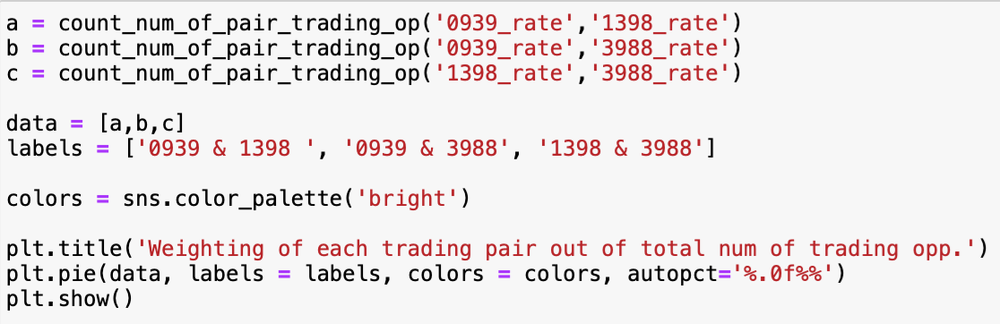 a = count_num_of_pair_trading_op('0939_rate','1398_rate')
b = count_num_of_pair_trading_op('0939_rate','3988_rate')
c = count_num_of_pair_trading_op('1398_rate','3988_rate')
data = [a,b,c]
labels = ['0939 & 1398 ', '0939 & 3988', '1398 & 3988']
colors = sns.color_palette('bright')
plt.title('Weighting of each trading pair out of total num of trading opp.')
plt.pie(data, labels = labels, colors = colors, autopct='%.0f%%')
plt.show()